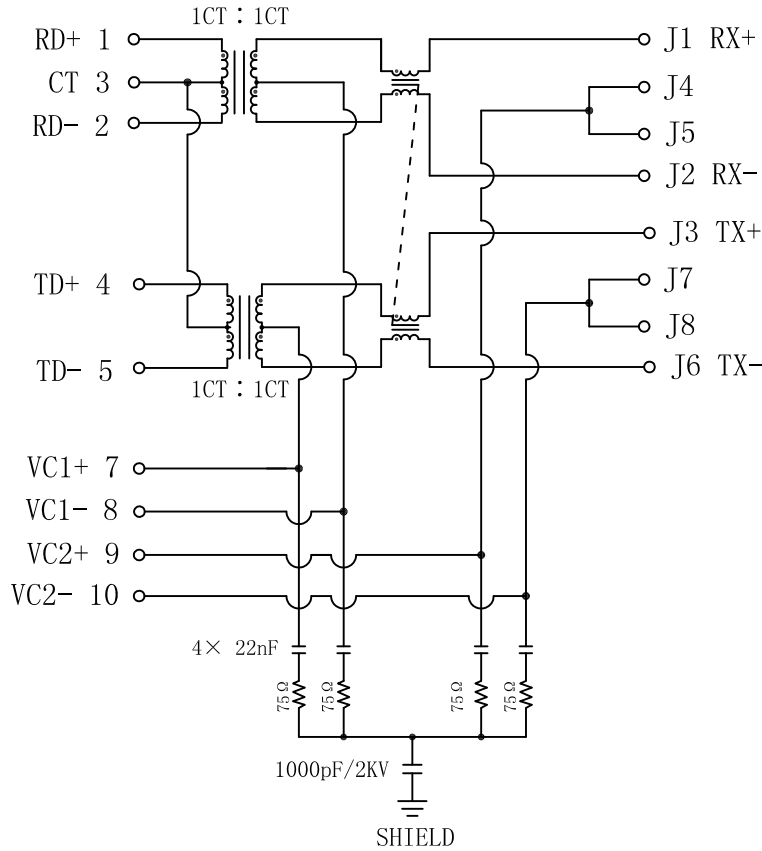 1CT : 1CT
RD+ 1
J1 RX+
CT 3
J4
RD- 2
J5
J2 RX-
J3 TX+
TD+ 4
J7
J8
TD- 5
J6 TX-
1CT : 1CT
VC1+ 7
VC1- 8
VC2+ 9
VC2- 10
4× 22nF
75Ω
75Ω
75Ω
75Ω
1000pF/2KV
SHIELD